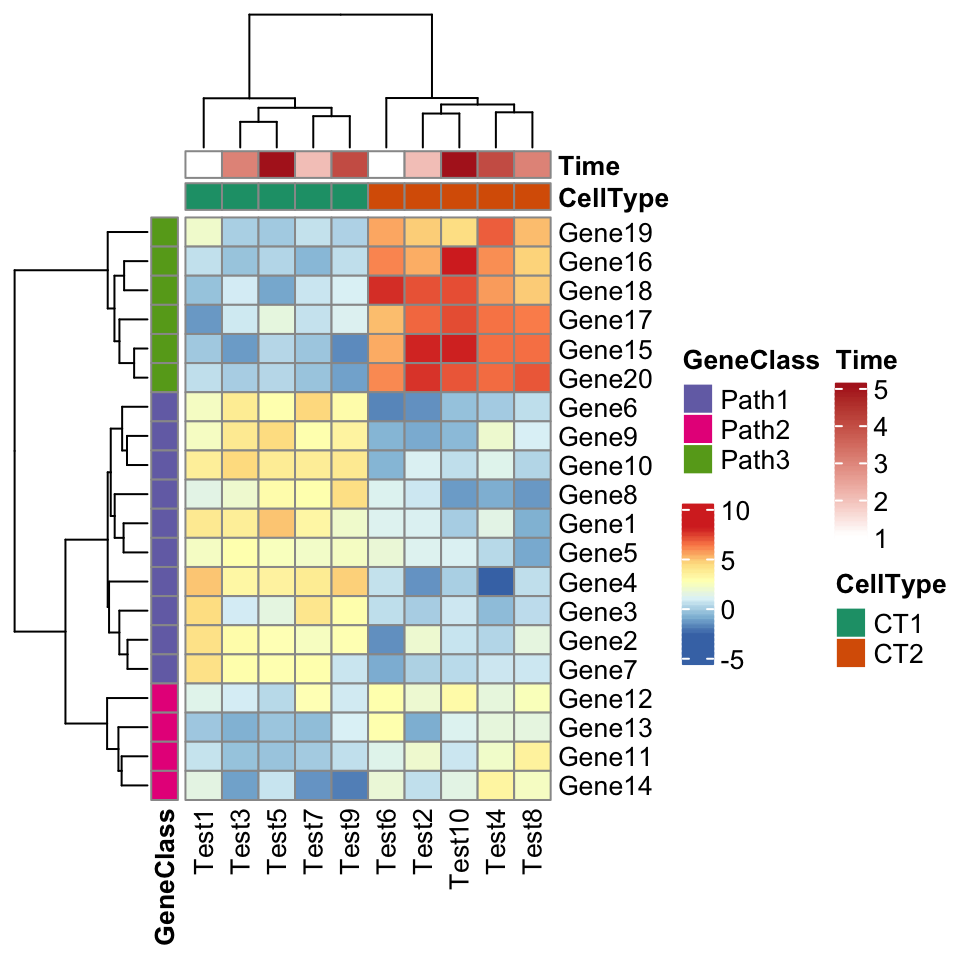 Time
CellType
Gene19
Gene16
Gene18
Gene17
Gene15
Gene20
Gene6
Gene9
Gene10
Gene8
Gene1
Gene5
Gene4
Gene3
Gene2
Gene7
Gene12
Gene13
Gene11
Gene14
GeneClass
Test1
Test3
Test5
Test7
Test9
Test6
Test2
Test10
Test4
Test8
GeneClass
Path1
Path2
Path3
10
5
0
-5
Time
5
4
3
2
1
CellType
CT1
CT2